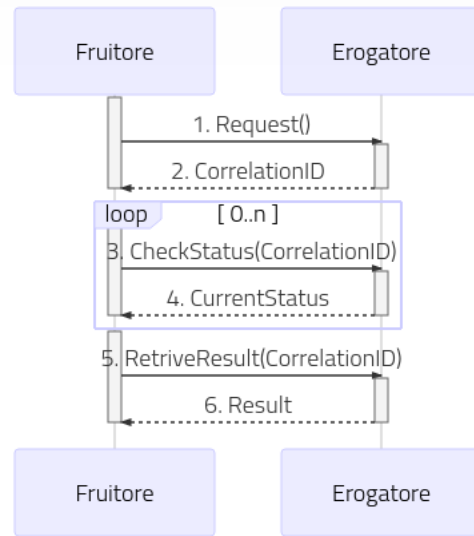 Fruitore Erogatore
1. Request()
2. CorrelationID
loop [ 0..n ]
3. CheckStatus(CorrelationID)
4. CurrentStatus
5. RetriveResult(CorrelationID)
6. Result
Fruitore Erogatore